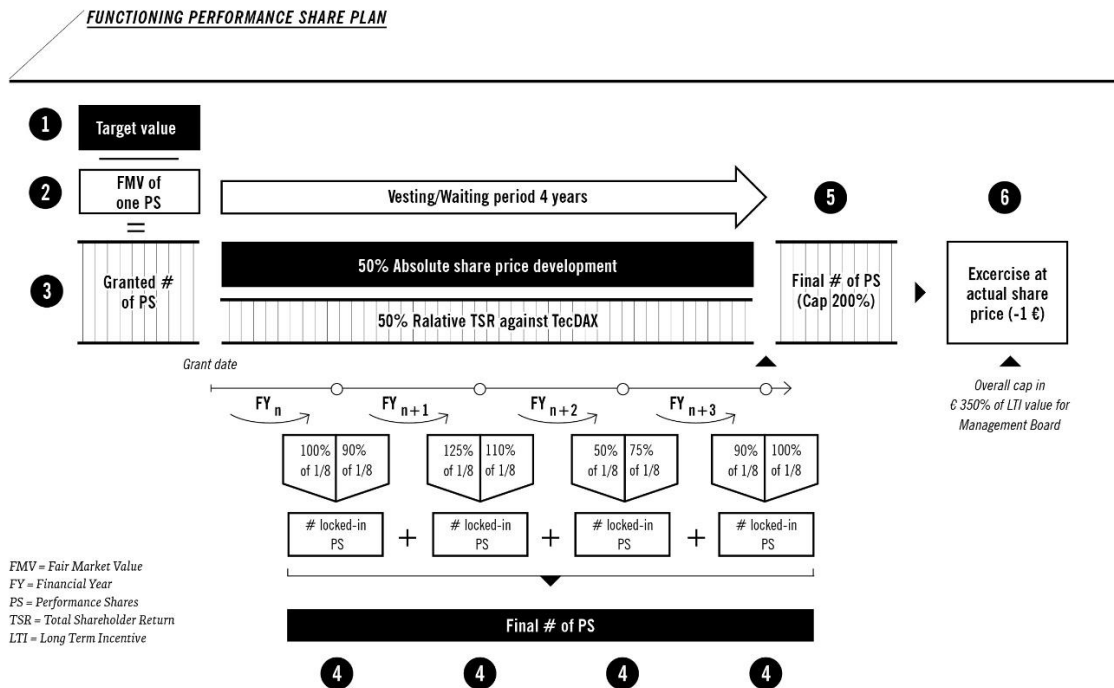 FUNCTIONING PERFORMANCE SHARE PLAN
1
Target value
2
FMV of
one PS
=
3
Granted #
of PS
Vesting/Waiting period 4 years
50% Absolute share price development
50% Ralative TSR against TecDAX
5
Final # of PS
(Cap 200%)
6
Excercise at
actual share
price (-1 €)
Overall cap in
€ 350% of LTI value for
Management Board
Grant date
FY n
FY n+1
FY n+2
FY n+3
100% of 1/8
90% of 1/8
125% of 1/8
110% of 1/8
50% of 1/8
75% of 1/8
90% of 1/8
100% of 1/8
# locked-in
PS
+
# locked-in
PS
+
# locked-in
PS
+
# locked-in
PS
Final # of PS
4 4 4 4
FMV = Fair Market Value
FY = Financial Year
PS = Performance Shares
TSR = Total Shareholder Return
LTI = Long Term Incentive